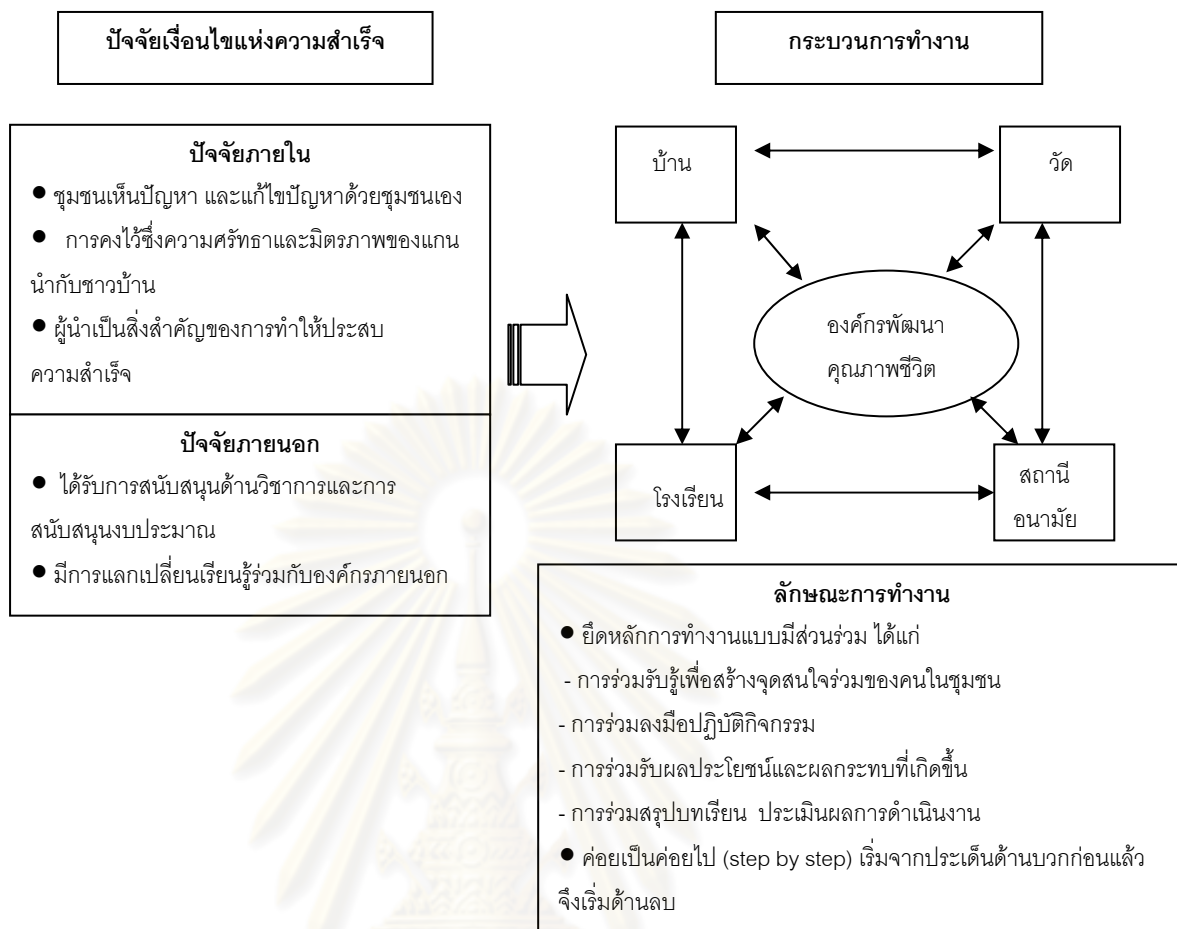 ปัจจัยเงื่อนไขแห่งความสำเร็จ
กระบวนการทำงาน
ปัจจัยภายใน
● ชุมชนเห็นปัญหา และแก้ไขปัญหาด้วยชุมชนเอง
● การคงไว้ซึ่งความศรัทธาและมิตรภาพของแกน
นำกับชาวบ้าน
● ผู้นำเป็นสิ่งสำคัญของการทำให้ประสบ
ความสำเร็จ
ปัจจัยภายนอก
● ได้รับการสนับสนุนด้านวิชาการและการ
สนับสนุนงบประมาณ
● มีการแลกเปลี่ยนเรียนรู้ร่วมกับองค์กรภายนอก
บ้าน
วัด
องค์กรพัฒนา
คุณภาพชีวิต
โรงเรียน
สถานี
อนามัย
ลักษณะการทำงาน
● ยึดหลักการทำงานแบบมีส่วนร่วม ได้แก่
- การร่วมรับรู้เพื่อสร้างจุดสนใจร่วมของคนในชุมชน
- การร่วมลงมือปฏิบัติกิจกรรม
- การร่วมรับผลประโยชน์และผลกระทบที่เกิดขึ้น
- การร่วมสรุปบทเรียน ประเมินผลการดำเนินงาน
● ค่อยเป็นค่อยไป (step by step) เริ่มจากประเด็นด้านบวกก่อนแล้ว
จึงเริ่มด้านลบ